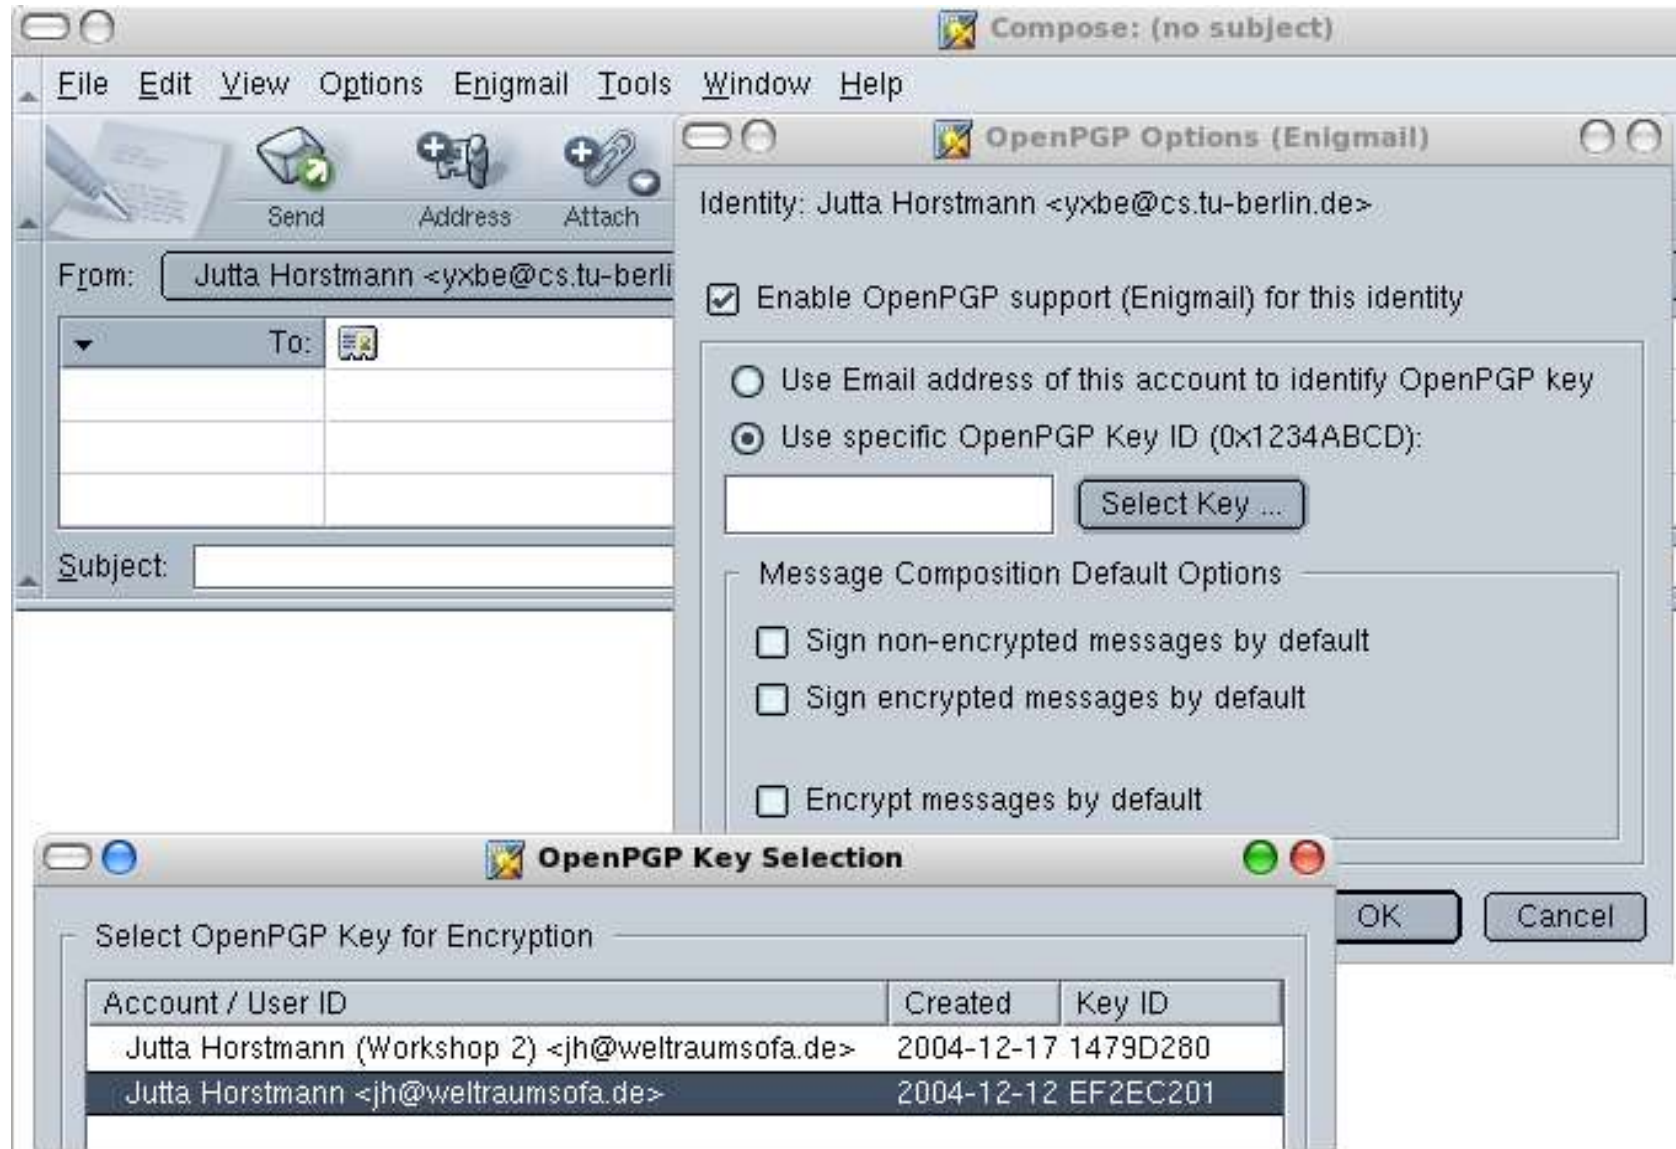 Compose: (no subject)
File Edit View Options Enigmail Tools Window Help
Send Address Attach
From: Jutta Horstmann <yxbe@cs.tu-berli
To:
Subject:
OpenPGP Options (Enigmail)
Identity: Jutta Horstmann <yxbe@cs.tu-berlin.de>
Enable OpenPGP support (Enigmail) for this identity
Use Email address of this account to identify OpenPGP key
Use specific OpenPGP Key ID (0x1234ABCD):
Select Key ...
Message Composition Default Options
Sign non-encrypted messages by default
Sign encrypted messages by default
Encrypt messages by default
OK Cancel
OpenPGP Key Selection
Select OpenPGP Key for Encryption
Account / User ID Created Key ID
Jutta Horstmann (Workshop 2) <jh@weltraumsofa.de> 2004-12-17 1479D280
Jutta Horstmann <jh@weltraumsofa.de> 2004-12-12 EF2EC201